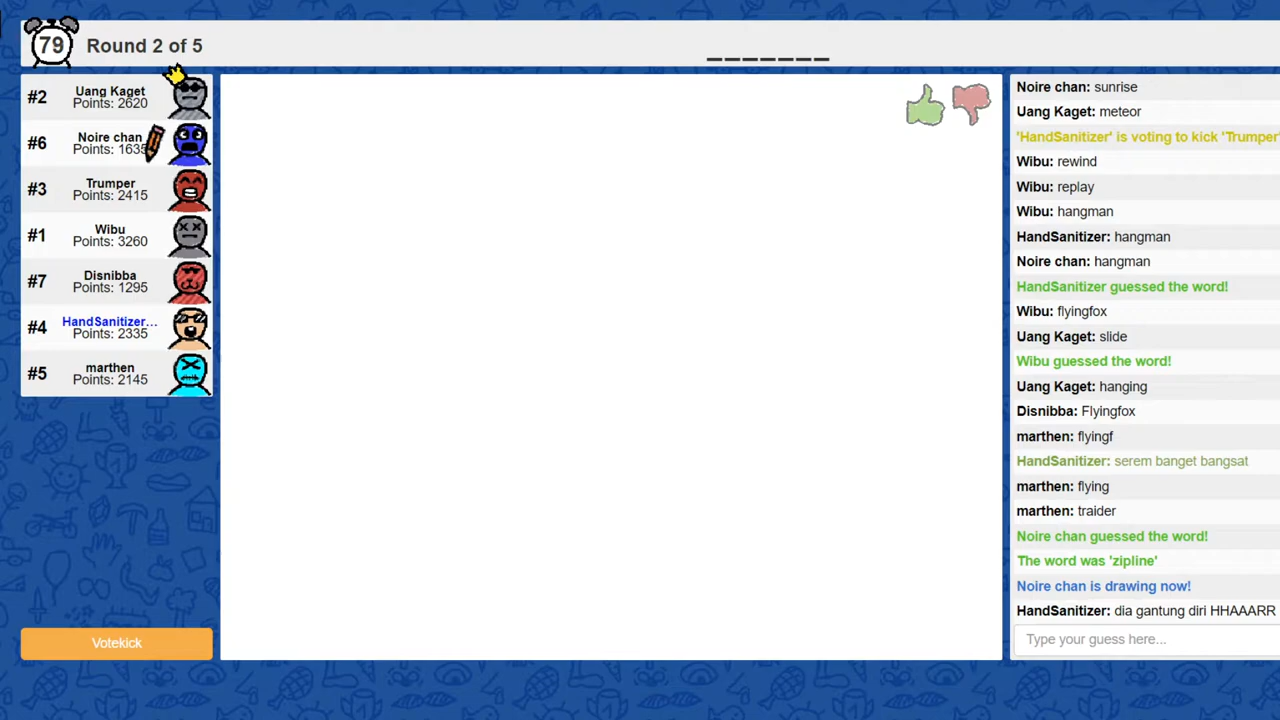 79
Round 2 of 5
_______
#2
Uang Kaget
Points: 2620
#6
Noire chan
Points: 1635
#3
Trumper
Points: 2415
#1
Wibu
Points: 3260
#7
Disnibba
Points: 1295
#4
HandSanitizer...
Points: 2335
#5
marthen
Points: 2145
Votekick
Noire chan: sunrise
Uang Kaget: meteor
'HandSanitizer' is voting to kick 'Trumper'
Wibu: rewind
Wibu: replay
Wibu: hangman
HandSanitizer: hangman
Noire chan: hangman
HandSanitizer guessed the word!
Wibu: flyingfox
Uang Kaget: slide
Wibu guessed the word!
Uang Kaget: hanging
Disnibba: Flyingfox
marthen: flyingf
HandSanitizer: serem banget bangsat
marthen: flying
marthen: traider
Noire chan guessed the word!
The word was 'zipline'
Noire chan is drawing now!
HandSanitizer: dia gantung diri HHAAARR
Type your guess here...